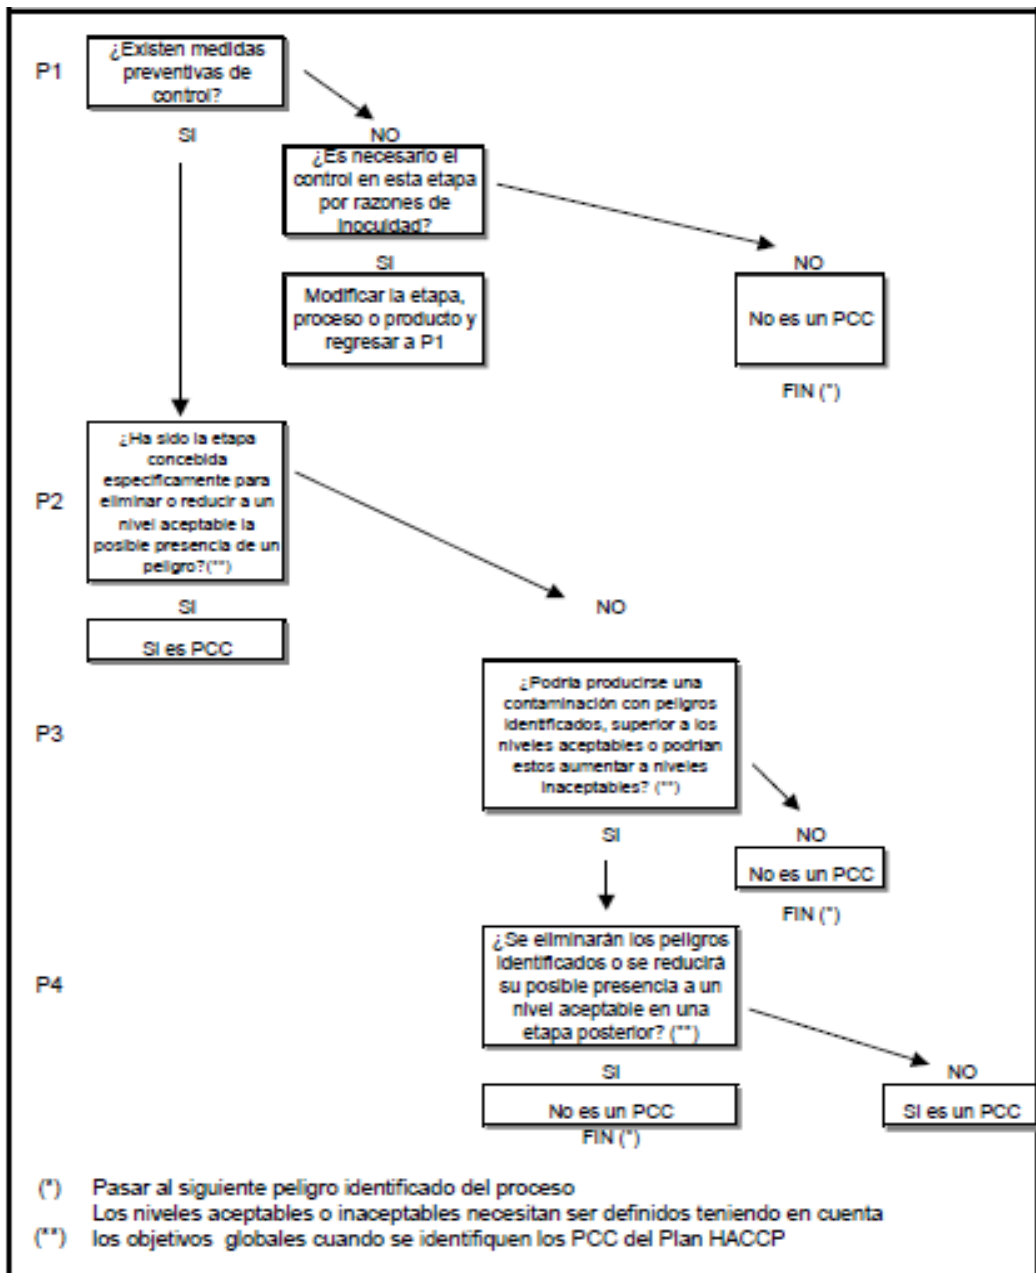 P1
¿Existen medidas
preventivas de
control?
SI
NO
¿Es necesario el
control en esta etapa
por razones de
inocuidad?
SI
NO
Modificar la etapa,
proceso o producto y
regresar a P1
No es un PCC
FIN (*)
P2
¿Ha sido la etapa
concebida
específicamente para
eliminar o reducir a un
nivel aceptable la
posible presencia de un
peligro?(**)
SI
NO
SI es PCC
P3
¿Podría producirse una
contaminación con peligros
identificados, superior a los
niveles aceptables o podrían
estos aumentar a niveles
inaceptables? (**)
SI
NO
No es un PCC
FIN (*)
P4
¿Se eliminarán los peligros
identificados o se reducirá
su posible presencia a un
nivel aceptable en una
etapa posterior? (**)
SI
NO
No es un PCC
SI es un PCC
FIN (*)
(*) Pasar al siguiente peligro identificado del proceso
Los niveles aceptables o inaceptables necesitan ser definidos teniendo en cuenta
(**) los objetivos globales cuando se identifiquen los PCC del Plan HACCP